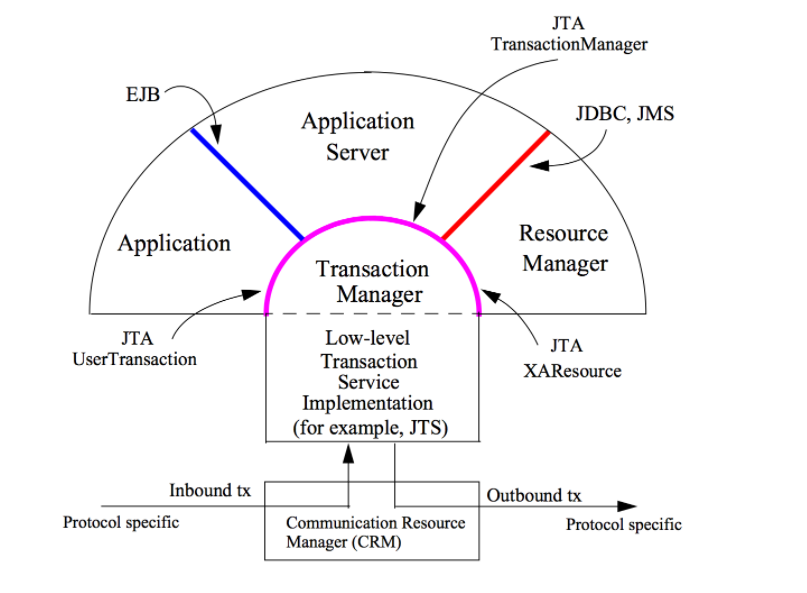 JTA
TransactionManager
EJB
JDBC, JMS
Application
Server
Application
Resource
Manager
Transaction
Manager
JTA
UserTransaction
Low-level
Transaction
Service
Implementation
(for example, JTS)
JTA
XAResource
Inbound tx
Outbound tx
Protocol specific
Communication Resource
Manager (CRM)
Protocol specific